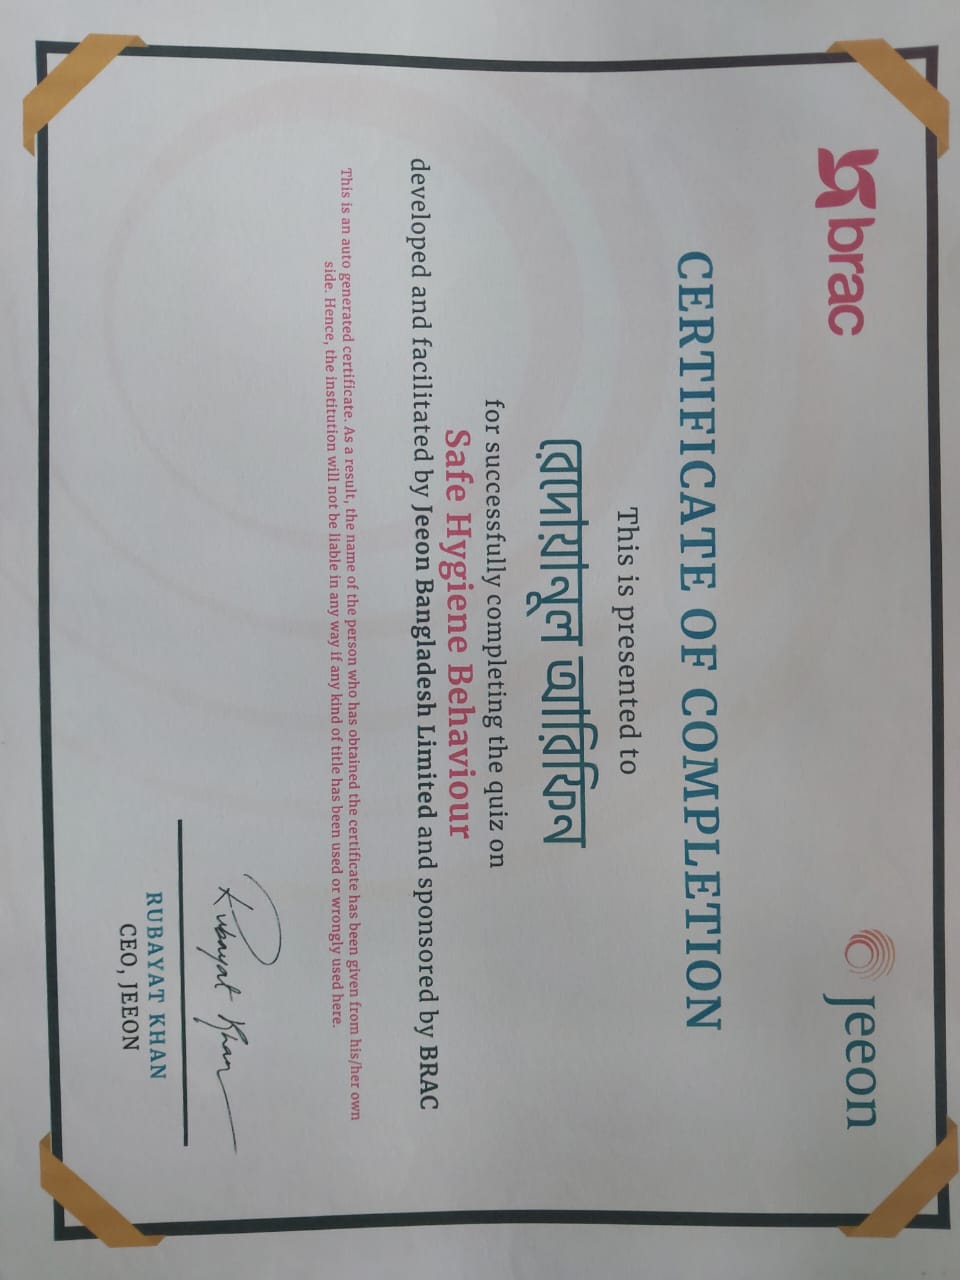 brac
jeeon
CERTIFICATE OF COMPLETION
This is presented to
রেদোয়ানুল আরিফিন
for successfully completing the quiz on
Safe Hygiene Behaviour
developed and facilitated by Jeeon Bangladesh Limited and sponsored by BRAC
This is an auto generated certificate. As a result, the name of the person who has obtained the certificate has been given from his/her own
side. Hence, the institution will not be liable in any way if any kind of title has been used or wrongly used here.
Rubayat Khan
RUBAYAT KHAN
CEO, JEEON